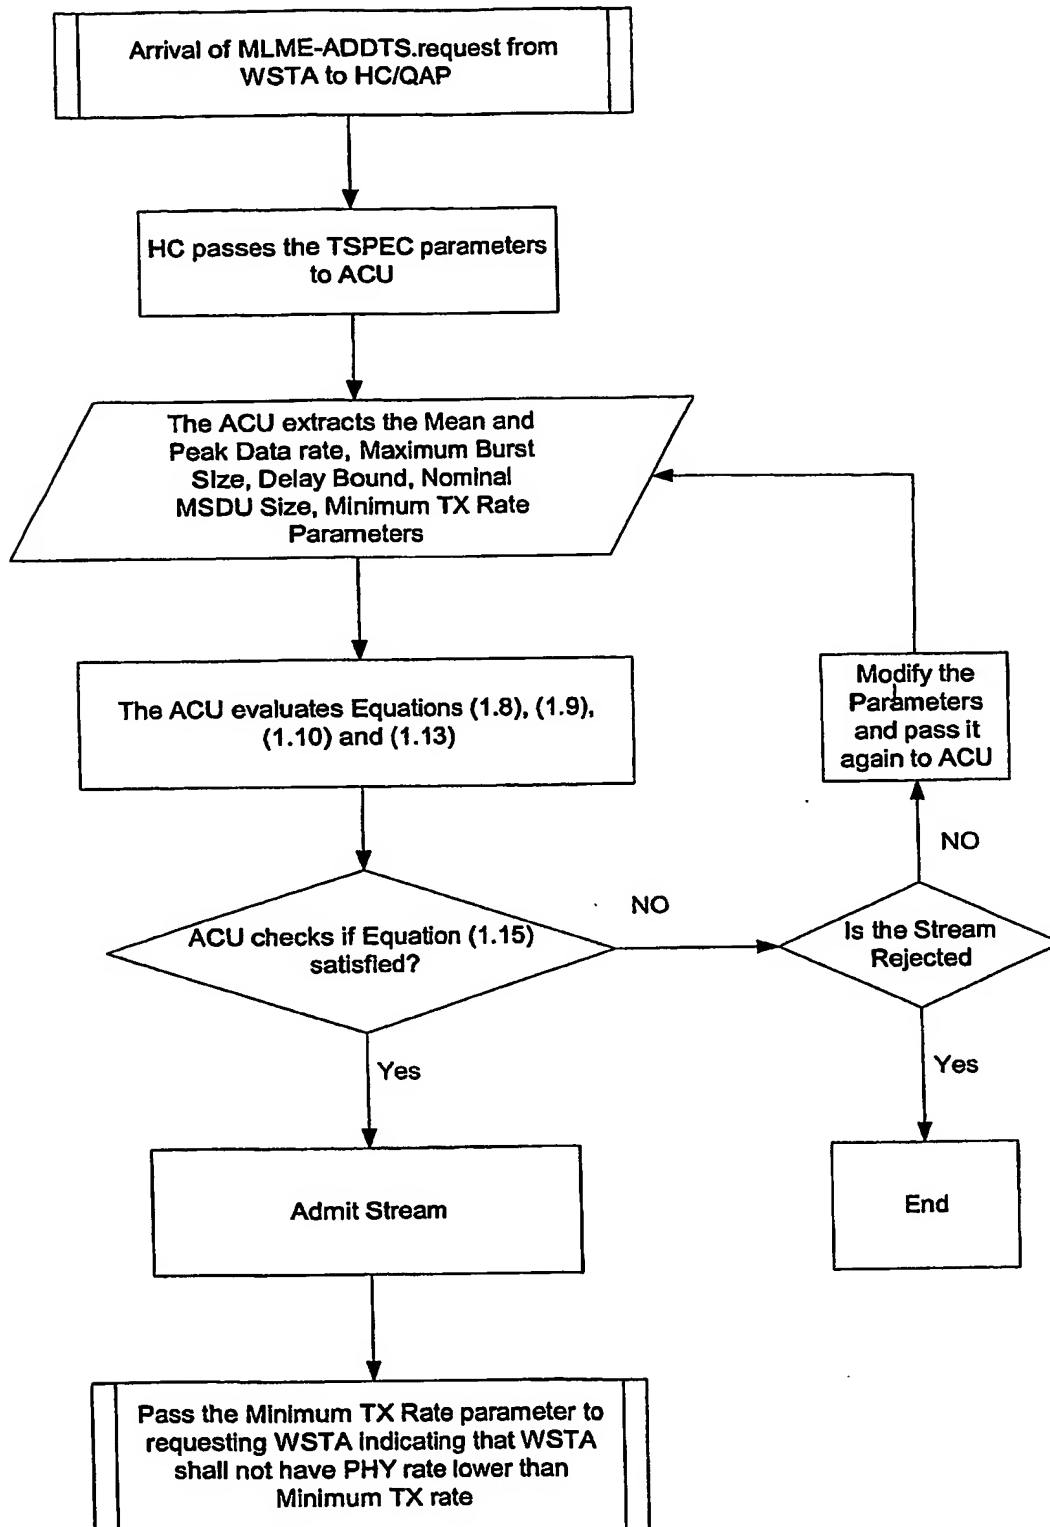 Arrival of MLME-ADDTS.request from
WSTA to HC/QAP
HC passes the TSPEC parameters
to ACU
The ACU extracts the Mean and
Peak Data rate, Maximum Burst
Size, Delay Bound, Nominal
MSDU Size, Minimum TX Rate
Parameters
The ACU evaluates Equations (1.8), (1.9),
(1.10) and (1.13)
Modify the
Parameters
and pass it
again to ACU
NO
ACU checks if Equation (1.15)
satisfied?
NO
Is the Stream
Rejected
Yes
Yes
Admit Stream
End
Pass the Minimum TX Rate parameter to
requesting WSTA indicating that WSTA
shall not have PHY rate lower than
Minimum TX rate